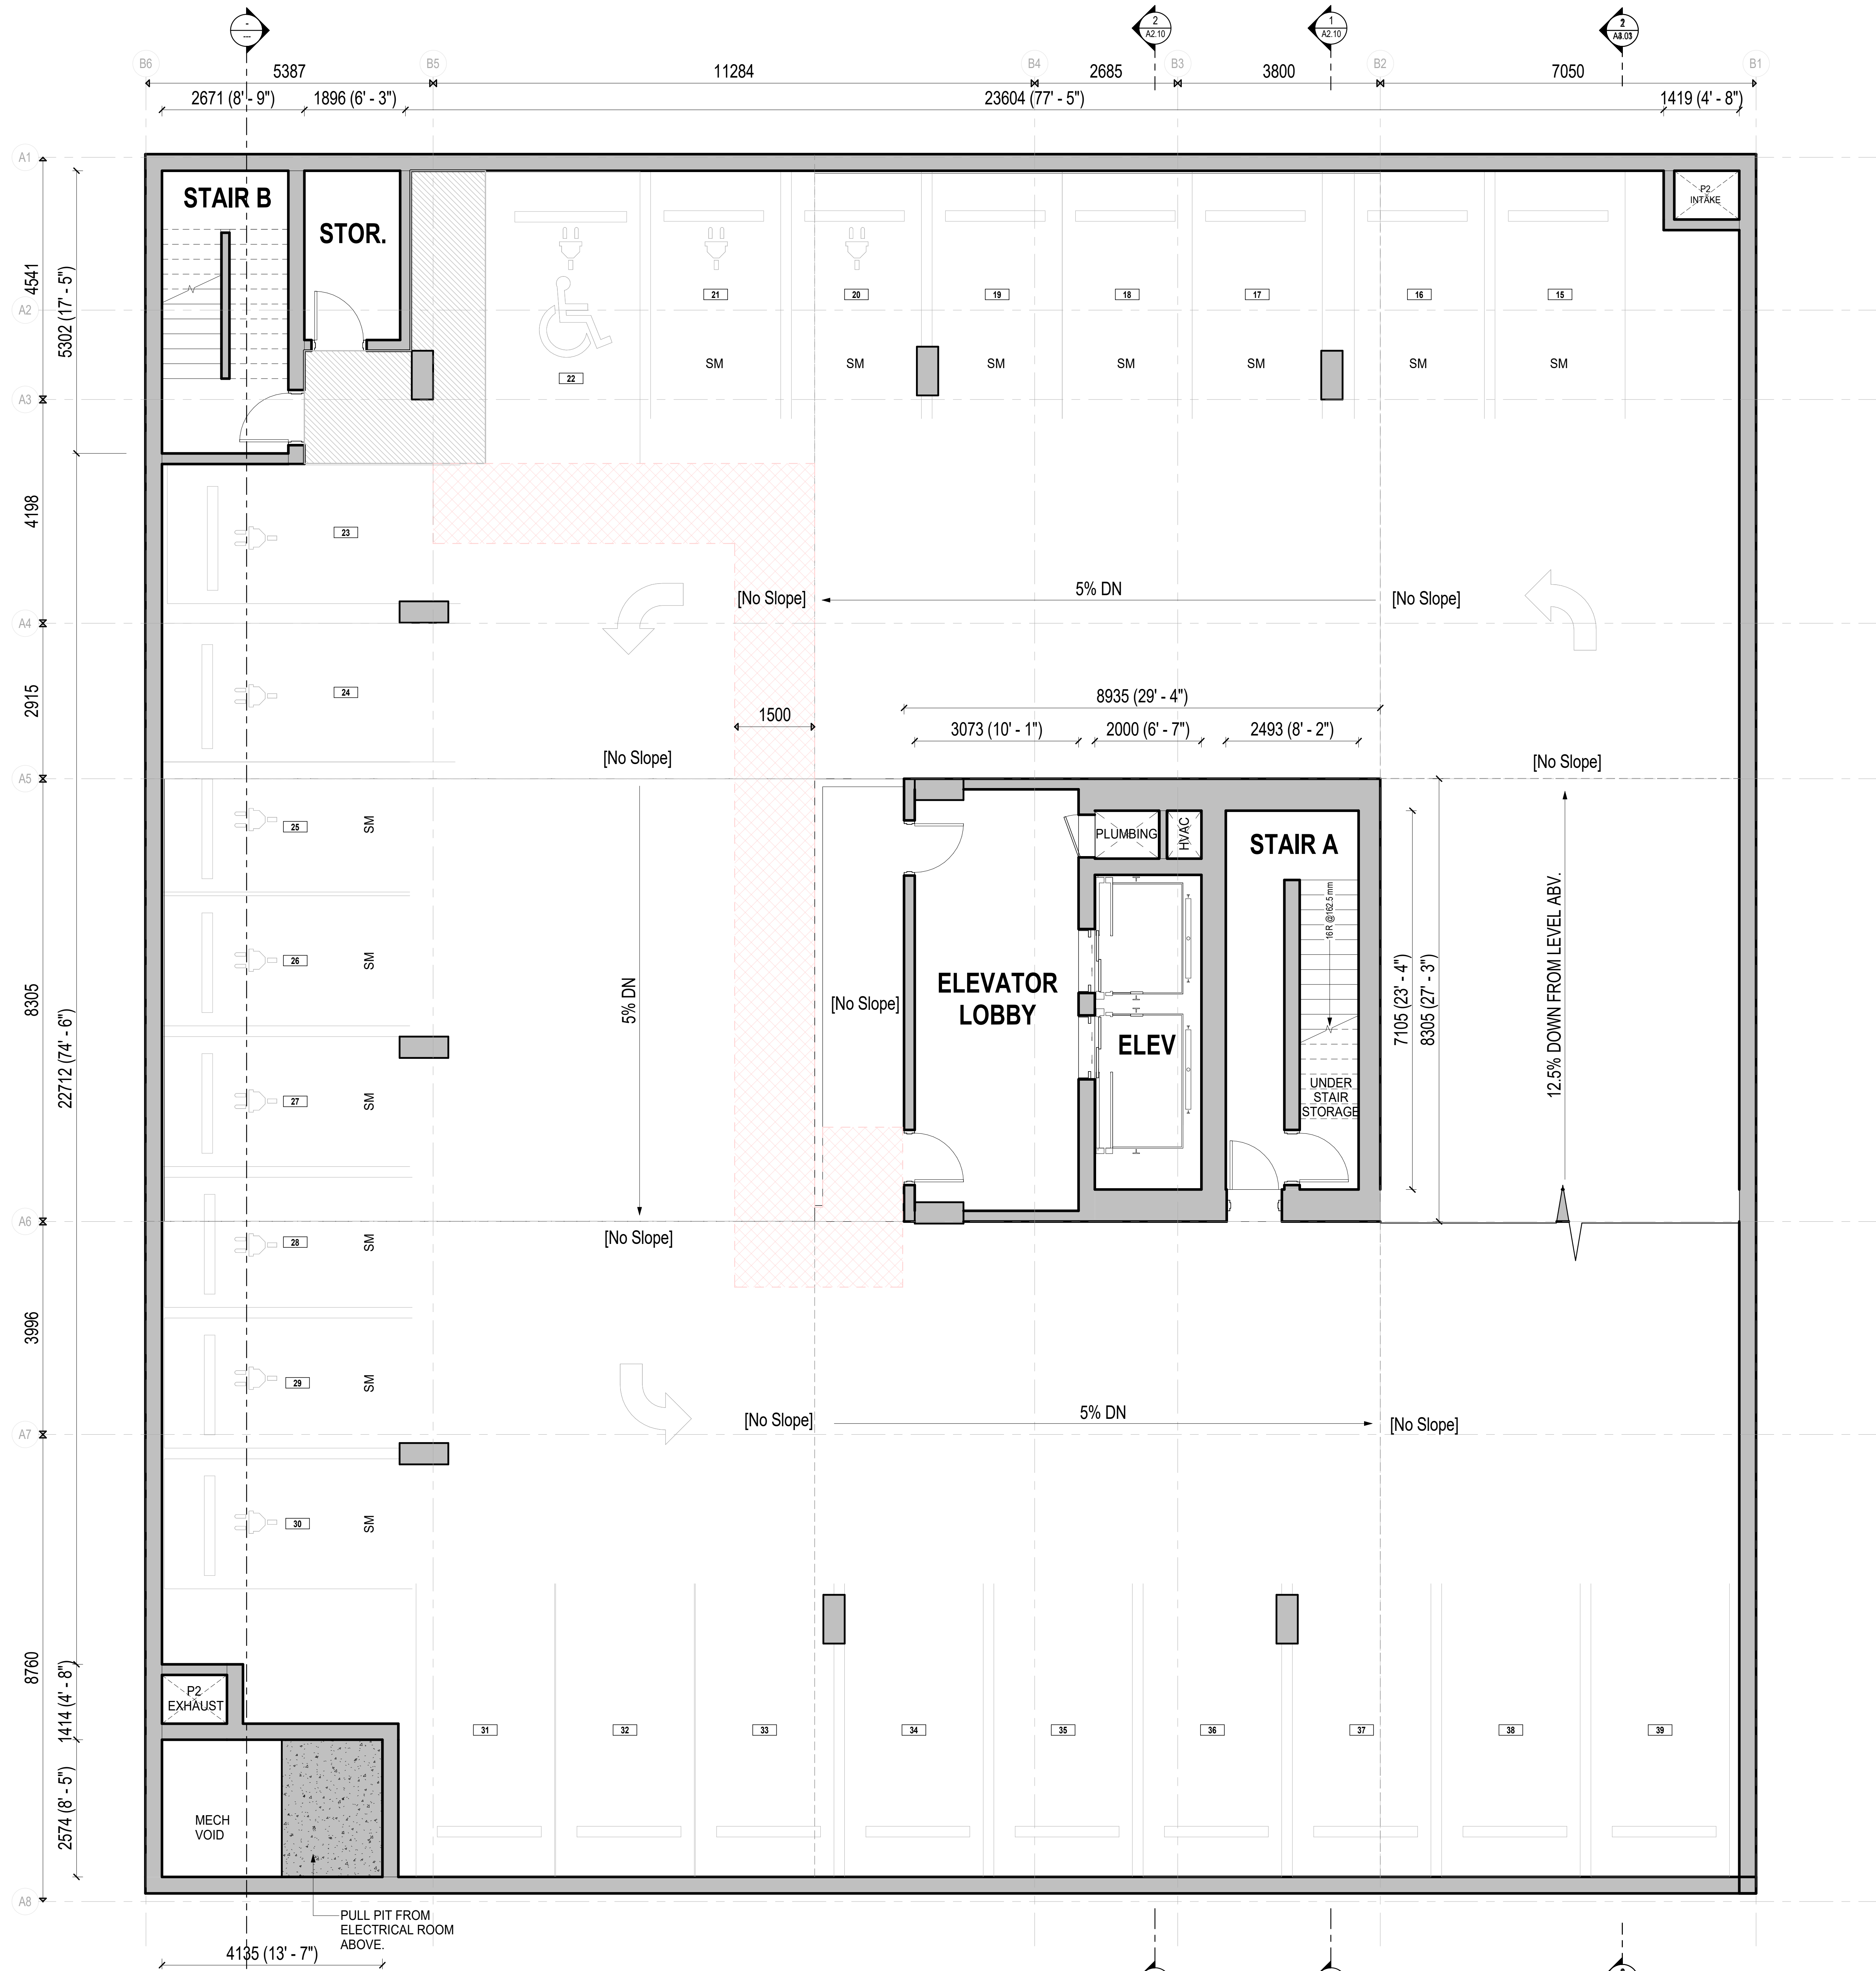 -
---
2
A2.10
1
A2.10
2
B6
B5
B4
B3
B2
B1
5387
11284
2685
3800
7050
2671 (8' - 9")
1896 (6' - 3")
23604 (77' - 5")
1419 (4' - 8")
A1
STAIR B
STOR.
P2
INTAKE
4541
5302 (17' - 5")
A2
21
20
19
18
17
16
15
22
SM
SM
SM
SM
SM
SM
SM
A3
4198
23
[No Slope]
5% DN
[No Slope]
A4
2915
24
8935 (29' - 4")
1500
3073 (10' - 1")
2000 (6' - 7")
2493 (8' - 2")
[No Slope]
[No Slope]
A5
25
SM
PLUMBING
HVAC
STAIR A
16R @162.5 mm
12.5% DOWN FROM LEVEL ABV.
26
SM
ELEVATOR
LOBBY
[No Slope]
5% DN
ELEV
7105 (23' - 4")
8305 (27' - 3")
8305
22712 (74' - 6")
27
SM
UNDER
STAIR
STORAGE
A6
28
SM
[No Slope]
3996
29
SM
[No Slope]
5% DN
[No Slope]
A7
30
SM
8760
1414 (4' - 8")
P2
EXHAUST
31
32
33
34
35
36
37
38
39
2574 (8' - 5")
MECH
VOID
A8
PULL PIT FROM
ELECTRICAL ROOM
ABOVE.
4135 (13' - 7")